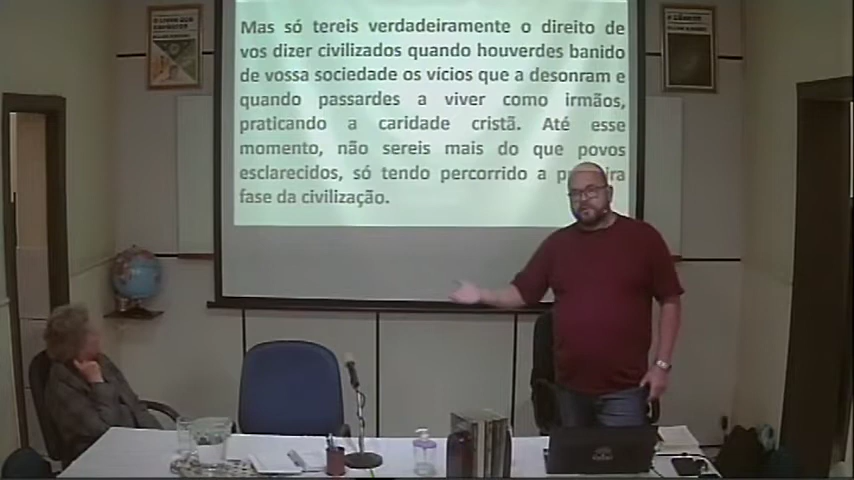 Mas só tereis verdadeiramente o direito de
vos dizer civilizados quando houverdes banido
de vossa sociedade os vícios que a desonram e
quando passardes a viver como irmãos,
praticando a caridade cristã. Até esse
momento, não sereis mais do que povos
esclarecidos, só tendo percorrido a
fase da civilização.